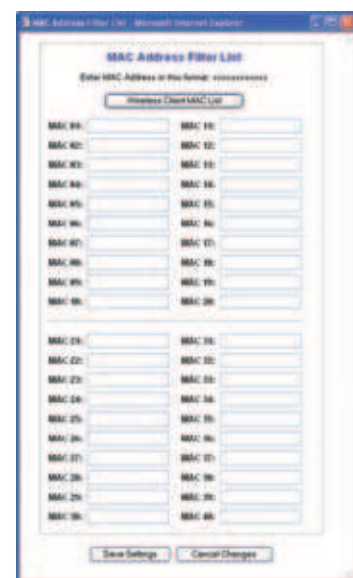 MAC Address Filter List - Microsoft Internet Explorer
MAC Address Filter List
Enter MAC Address in this format: xxxxxxxxxxxx
Wireless Client MAC List
MAC 01: MAC 11:
MAC 02: MAC 12:
MAC 03: MAC 13:
MAC 04: MAC 14:
MAC 05: MAC 15:
MAC 06: MAC 16:
MAC 07: MAC 17:
MAC 08: MAC 18:
MAC 09: MAC 19:
MAC 10: MAC 20:
MAC 21: MAC 31:
MAC 22: MAC 32:
MAC 23: MAC 33:
MAC 24: MAC 34:
MAC 25: MAC 35:
MAC 26: MAC 36:
MAC 27: MAC 37:
MAC 28: MAC 38:
MAC 29: MAC 39:
MAC 30: MAC 40:
Save Settings Cancel Changes